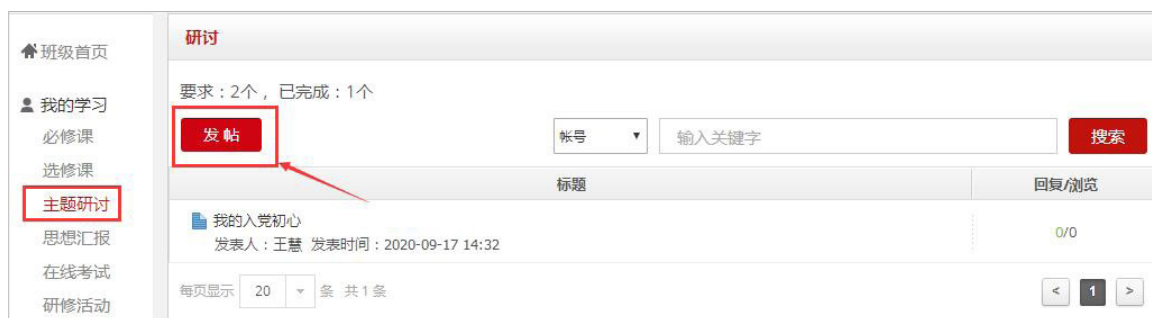 班级首页
我的学习
必修课
选修课
主题研讨
思想汇报
在线考试
研修活动
研讨
要求：2个， 已完成：1个
发 帖
帐号 ▼ 输入关键字 搜索
标题 回复/浏览
我的入党初心
发表人：王慧 发表时间：2020-09-17 14:32
0/0
每页显示 20 条 共1条
< 1 >